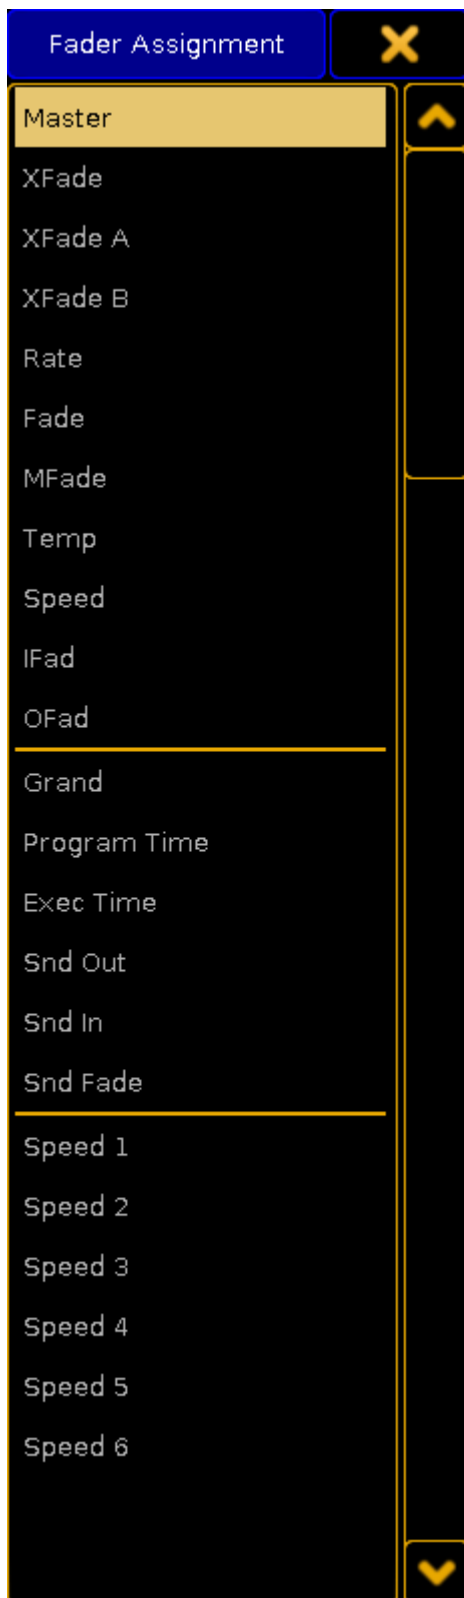 Fader Assignment
Master
XFade
XFade A
XFade B
Rate
Fade
MFade
Temp
Speed
IFad
OFad
Grand
Program Time
Exec Time
Snd Out
Snd In
Snd Fade
Speed 1
Speed 2
Speed 3
Speed 4
Speed 5
Speed 6